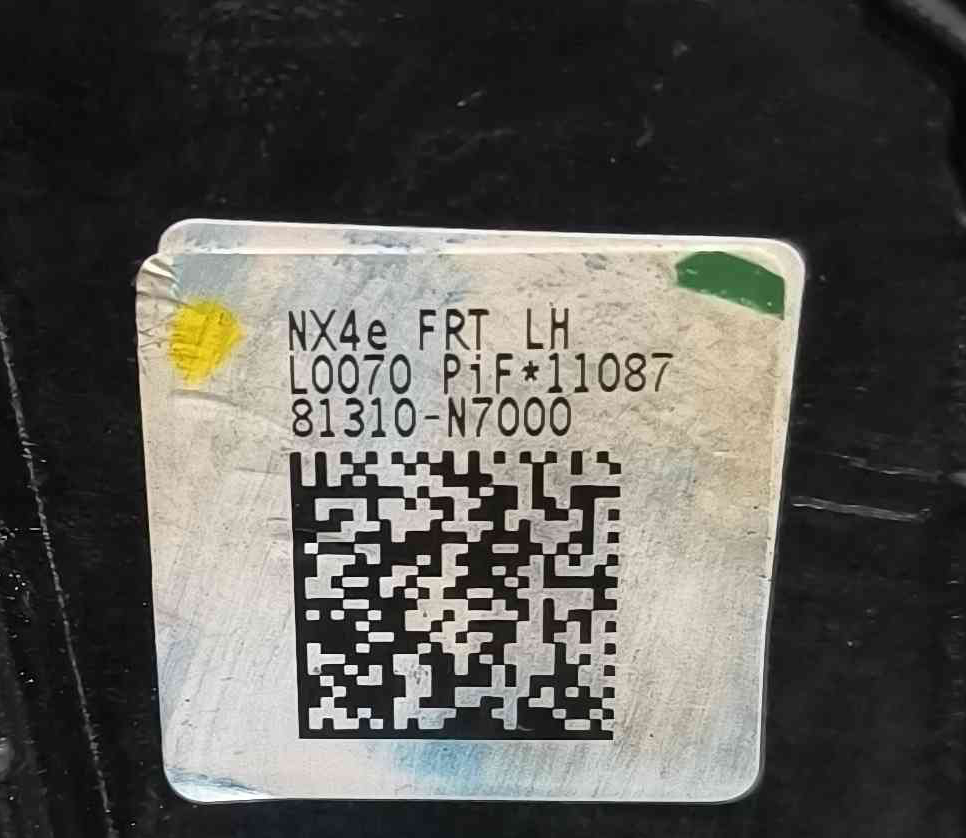 NX4e FRT LH
L0070 PiF*11087
81310-N7000